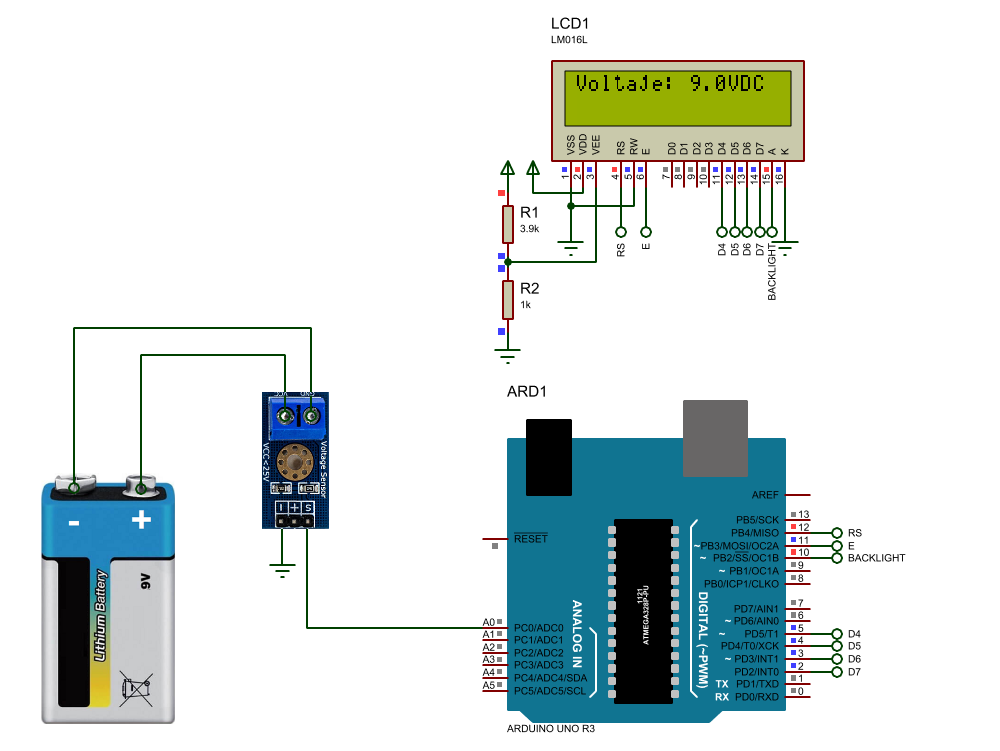 LCD1
LM016L
Voltaje: 9.0VDC
VSS VDD VEE RS RW E D0 D1 D2 D3 D4 D5 D6 D7 A K
1 2 3 4 5 6 7 8 9 10 11 12 13 14 15 16
R1
3.9k
RS E D4 D5 D6 D7 BACKLIGHT
R2
1k
ARD1
VCC GND
VCC<25V
Voltage Sensor
- + S
- +
9V
Lithium Battery
RESET
AREF
PB5/SCK 13
PB4/MISO 12 RS
~PB3/MOSI/OC2A 11 E
~ PB2/SS/OC1B 10 BACKLIGHT
~ PB1/OC1A 9
PB0/ICP1/CLKO 8
1121
ATMEGA328P-PU
DIGITAL (~PWM)
ANALOG IN
PD7/AIN1 7
~ PD6/AIN0 6
~ PD5/T1 5 D4
PD4/T0/XCK 4 D5
~ PD3/INT1 3 D6
PD2/INT0 2 D7
TX PD1/TXD 1
RX PD0/RXD 0
A0 PC0/ADC0
A1 PC1/ADC1
A2 PC2/ADC2
A3 PC3/ADC3
A4 PC4/ADC4/SDA
A5 PC5/ADC5/SCL
ARDUINO UNO R3